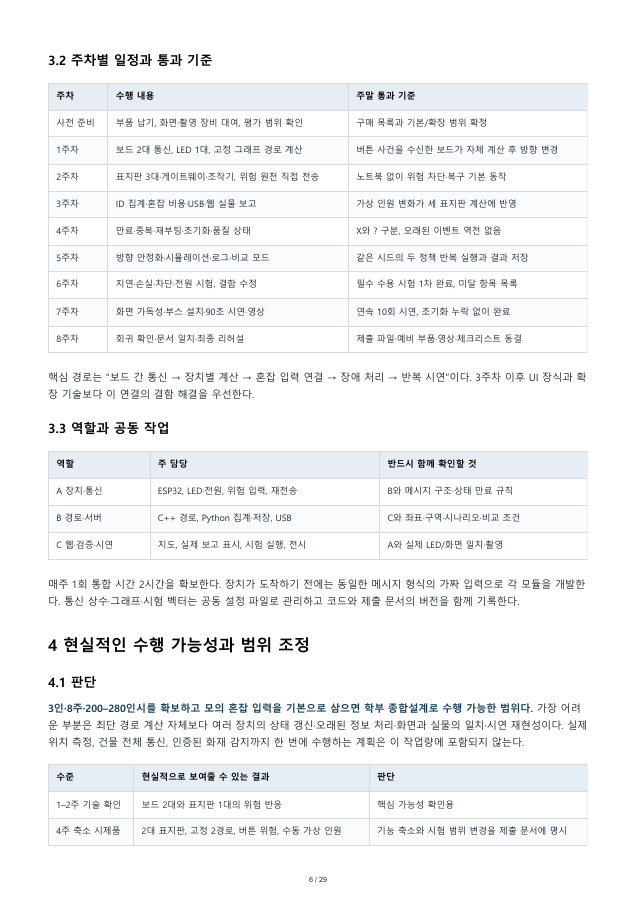 3.2 주차별 일정과 통과 기준
주차 수행 내용 주말 통과 기준
사전 준비 부품 납기, 화면·촬영 장비 대여, 평가 범위 확인 구매 목록과 기본/확장 범위 확정
1주차 보드 2대 통신, LED 1대, 고정 그래프 경로 계산 버튼 사건을 수신한 보드가 자체 계산 후 방향 변경
2주차 표지판 3대·게이트웨이·조작기, 위험 원천 직접 전송 노트북 없이 위험 차단·복구 기본 동작
3주차 ID 집계·혼잡 비용·USB·웹 실물 보고 가상 인원 변화가 세 표지판 계산에 반영
4주차 만료·중복·재부팅·초기화·품질 상태 X와 ? 구분, 오래된 이벤트 역전 없음
5주차 방향 안정화·시뮬레이션·로그·비교 모드 같은 시드의 두 정책 반복 실행과 결과 저장
6주차 지연·손실·차단·전원 시험, 결함 수정 필수 수용 시험 1차 완료, 미달 항목 목록
7주차 화면 가독성·부스 설치·90초 시연·영상 연속 10회 시연, 초기화 누락 없이 완료
8주차 회귀 확인·문서 일치·최종 리허설 제출 파일·예비 부품·영상·체크리스트 동결
핵심 경로는 “보드 간 통신 → 장치별 계산 → 혼잡 입력 연결 → 장애 처리 → 반복 시연”이다. 3주차 이후 UI 장식과 확
장 기술보다 이 연결의 결함 해결을 우선한다.
3.3 역할과 공동 작업
역할 주 담당 반드시 함께 확인할 것
A 장치·통신 ESP32, LED·전원, 위험 입력, 재전송 B와 메시지 구조·상태 만료 규칙
B 경로·서버 C++ 경로, Python 집계·저장, USB C와 좌표·구역·시나리오·비교 조건
C 웹·검증·시연 지도, 실제 보고 표시, 시험 실행, 전시 A와 실제 LED/화면 일치·촬영
매주 1회 통합 시간 2시간을 확보한다. 장치가 도착하기 전에는 동일한 메시지 형식의 가짜 입력으로 각 모듈을 개발한
다. 통신 상수·그래프·시험 벡터는 공동 설정 파일로 관리하고 코드와 제출 문서의 버전을 함께 기록한다.
4 현실적인 수행 가능성과 범위 조정
4.1 판단
3인·8주·200–280인시를 확보하고 모의 혼잡 입력을 기본으로 삼으면 학부 종합설계로 수행 가능한 범위다. 가장 어려
운 부분은 최단 경로 계산 자체보다 여러 장치의 상태 갱신·오래된 정보 처리·화면과 실물의 일치·시연 재현성이다. 실제
위치 측정, 건물 전체 통신, 인증된 화재 감지까지 한 번에 수행하는 계획은 이 작업량에 포함되지 않는다.
수준 현실적으로 보여줄 수 있는 결과 판단
1–2주 기술 확인 보드 2대와 표지판 1대의 위험 반응 핵심 가능성 확인용
4주 축소 시제품 2대 표지판, 고정 2경로, 버튼 위험, 수동 가상 인원 기능 축소와 시험 범위 변경을 제출 문서에 명시
6 / 29